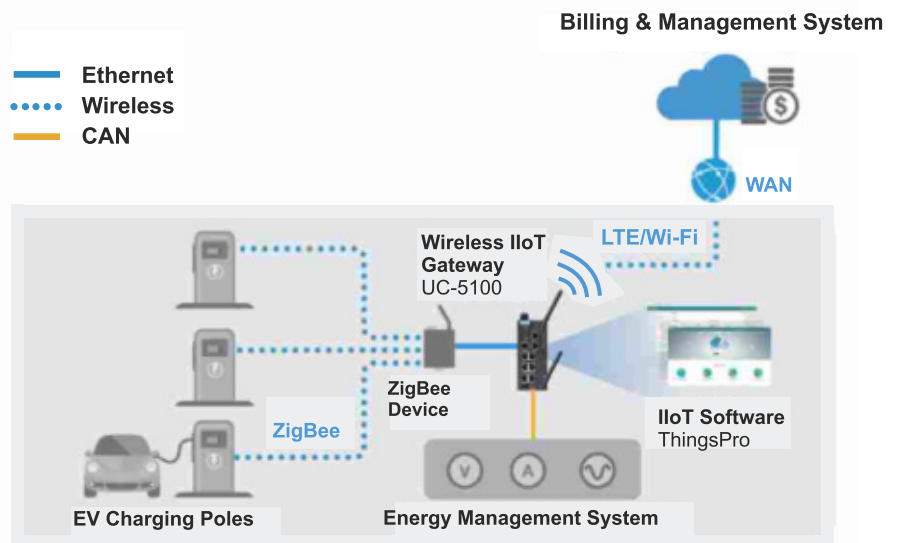 Billing & Management System
$
Ethernet
Wireless
CAN
WAN
LTE/Wi-Fi
Wireless IIoT
Gateway
UC-5100
ZigBee
Device
ZigBee
IIoT Software
ThingsPro
V A
EV Charging Poles
Energy Management System